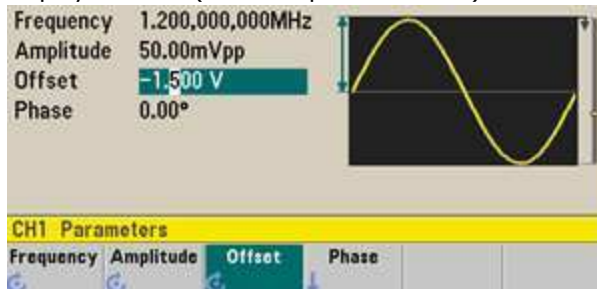 Frequency 1.200,000,000MHz
Amplitude 50.00mVpp
Offset -1.500 V
Phase 0.00°
CH1 Parameters
Frequency Amplitude Offset Phase